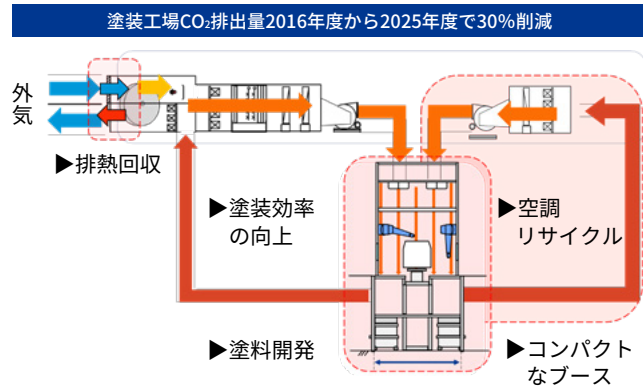 塗装工場CO₂排出量2016年度から2025年度で30%削減
外気
▶排熱回収
▶塗装効率
の向上
▶空調
リサイクル
▶塗料開発
▶コンパクト
なブース